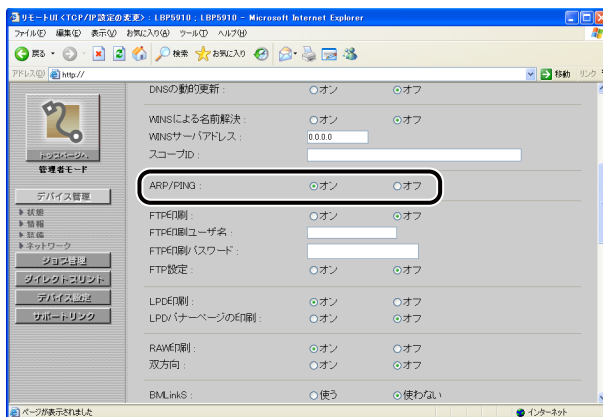 リモートUI <TCP/IP設定の変更> : LBP5910 ; LBP5910 - Microsoft Internet Explorer
ファイル(F) 編集(E) 表示(V) お気に入り(A) ツール(T) ヘルプ(H)
戻る 検索 お気に入り
アドレス(D) http:// 移動 リンク
DNSの動的更新 : オン オフ
WINSによる名前解決 : オン オフ
WINSサーバアドレス : 0.0.0.0
スコープID :
トップページへ
管理者モード
ARP/PING : オン オフ
デバイス管理
状態
情報
装備
ネットワーク
ジョブ管理
ダイレクトプリント
デバイス設定
サポートリンク
FTP印刷 : オン オフ
FTP印刷ユーザ名 :
FTP印刷パスワード :
FTP設定 : オン オフ
LPD印刷 : オン オフ
LPDバナーページの印刷 : オン オフ
RAW印刷 : オン オフ
双方向 : オン オフ
BMLinkS : 使う 使わない
ページが表示されました インターネット